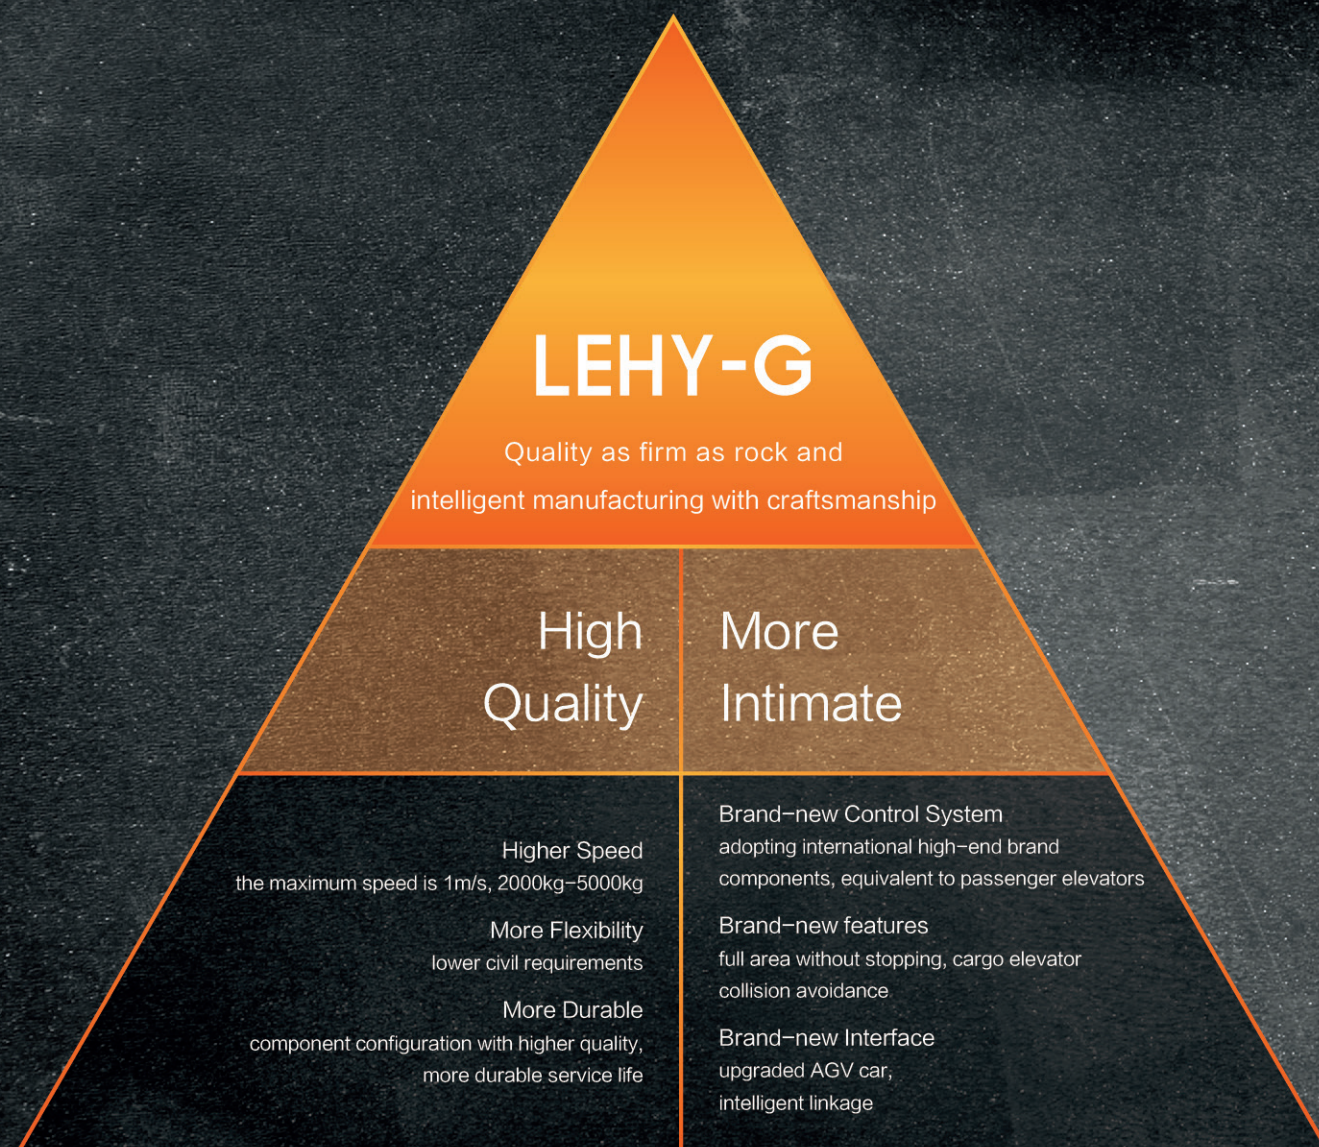 LEHY-G
Quality as firm as rock and
intelligent manufacturing with craftsmanship
High
Quality
More
Intimate
Higher Speed
the maximum speed is 1m/s, 2000kg-5000kg
More Flexibility
lower civil requirements
More Durable
component configuration with higher quality,
more durable service life
Brand-new Control System
adopting international high-end brand
components, equivalent to passenger elevators
Brand-new features
full area without stopping, cargo elevator
collision avoidance
Brand-new Interface
upgraded AGV car,
intelligent linkage